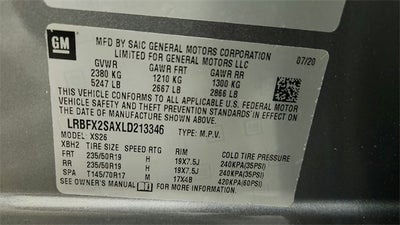 GM
MFD BY SAIC GENERAL MOTORS CORPORATION
LIMITED FOR GENERAL MOTORS LLC 07/20
GVWR GAWR FRT GAWR RR
2380 KG 1210 KG 1300 KG
5247 LB 2667 LB 2866 LB
THIS VEHICLE CONFORMS TO ALL APPLICABLE U.S. FEDERAL MOTOR
VEHICLE SAFETY AND THEFT PREVENTION STANDARDS IN EFFECT ON
THE DATE OF MANUFACTURE SHOWN ABOVE.
LRBFX2SAXLD213346 TYPE: M.P.V.
MODEL: XS26
XBH2 TIRE SIZE SPEED RTG RIM COLD TIRE PRESSURE
FRT 235/50R19 H 19X7.5J 240KPA(35PSI)
RR 235/50R19 H 19X7.5J 240KPA(35PSI)
SPA T145/70R17 M 17X4B 420KPA(60PSI)
SEE OWNER'S MANUAL FOR MORE INFORMATION.